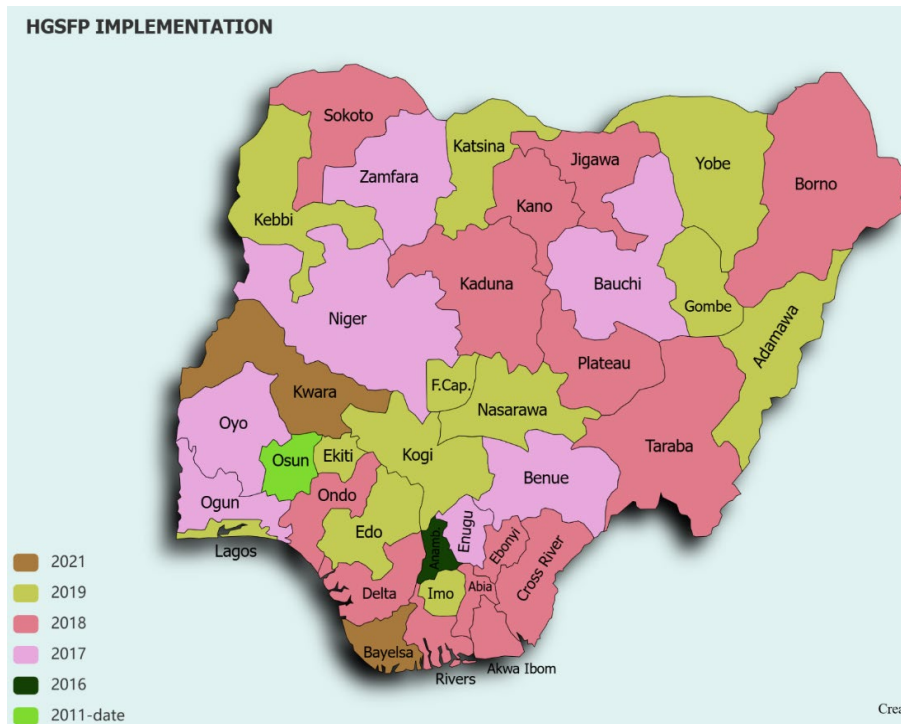 HGSFP IMPLEMENTATION
Sokoto
Katsina
Jigawa
Yobe
Borno
Zamfara
Kano
Kebbi
Kaduna
Bauchi
Gombe
Niger
Adamawa
Plateau
Kwara
F.Cap.
Nasarawa
Oyo
Taraba
Osun
Ekiti
Kogi
Benue
Ogun
Ondo
Edo
Enugu
Ebonyi
Anamb.
Cross River
Lagos
Delta
Imo
Abia
Bayelsa
Rivers
Akwa Ibom
2021
2019
2018
2017
2016
2011-date
Crea